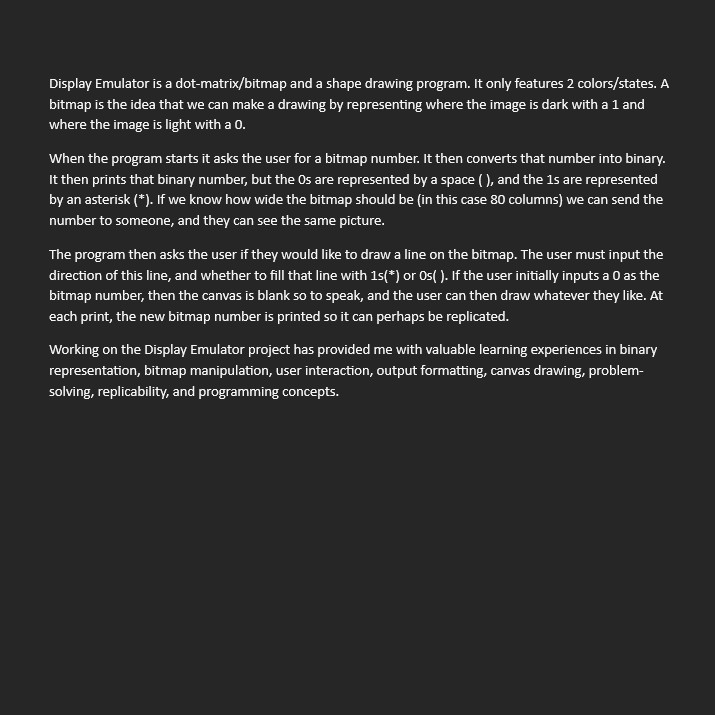 Display Emulator is a dot-matrix/bitmap and a shape drawing program. It only features 2 colors/states. A
bitmap is the idea that we can make a drawing by representing where the image is dark with a 1 and
where the image is light with a 0.
When the program starts it asks the user for a bitmap number. It then converts that number into binary.
It then prints that binary number, but the 0s are represented by a space ( ), and the 1s are represented
by an asterisk (*). If we know how wide the bitmap should be (in this case 80 columns) we can send the
number to someone, and they can see the same picture.
The program then asks the user if they would like to draw a line on the bitmap. The user must input the
direction of this line, and whether to fill that line with 1s(*) or 0s( ). If the user initially inputs a 0 as the
bitmap number, then the canvas is blank so to speak, and the user can then draw whatever they like. At
each print, the new bitmap number is printed so it can perhaps be replicated.
Working on the Display Emulator project has provided me with valuable learning experiences in binary
representation, bitmap manipulation, user interaction, output formatting, canvas drawing, problem-
solving, replicability, and programming concepts.